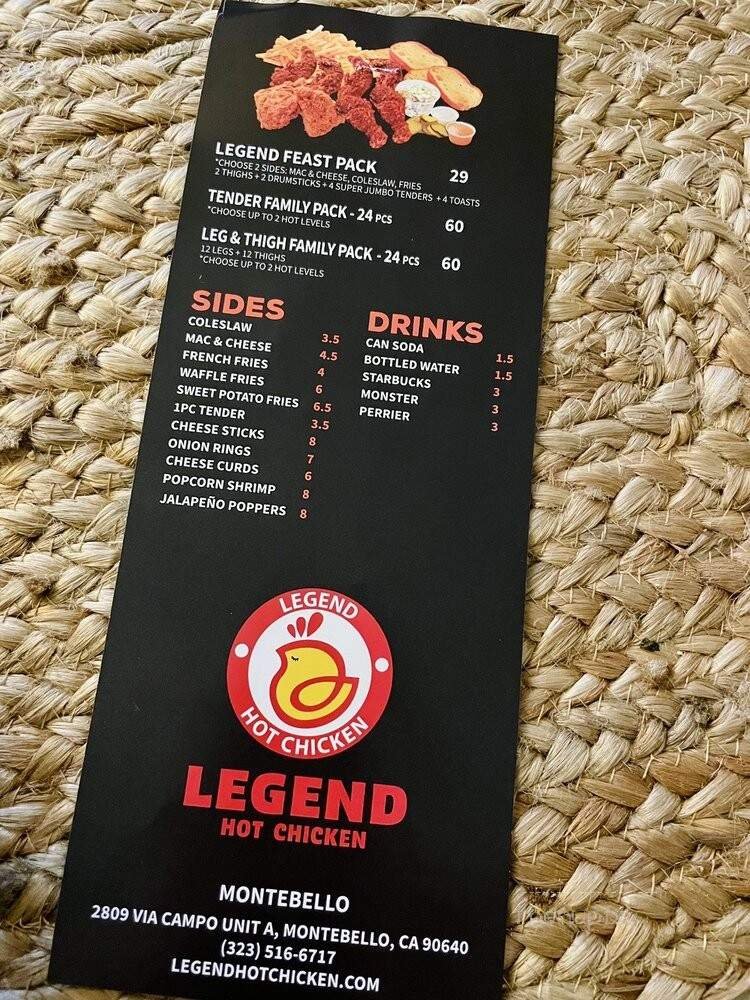 LEGEND FEAST PACK 29
*CHOOSE 2 SIDES: MAC & CHEESE, COLESLAW, FRIES
2 THIGHS + 2 DRUMSTICKS + 4 SUPER JUMBO TENDERS + 4 TOASTS
TENDER FAMILY PACK - 24 PCS 60
*CHOOSE UP TO 2 HOT LEVELS
LEG & THIGH FAMILY PACK - 24 PCS 60
12 LEGS + 12 THIGHS
*CHOOSE UP TO 2 HOT LEVELS
SIDES
COLESLAW 3.5
MAC & CHEESE 4.5
FRENCH FRIES 4
WAFFLE FRIES 6
SWEET POTATO FRIES 6.5
1PC TENDER 3.5
CHEESE STICKS 8
ONION RINGS 7
CHEESE CURDS 6
POPCORN SHRIMP 8
JALAPEÑO POPPERS 8
DRINKS
CAN SODA 1.5
BOTTLED WATER 1.5
STARBUCKS 3
MONSTER 3
PERRIER 3
LEGEND
HOT CHICKEN
LEGEND
HOT CHICKEN
MONTEBELLO
2809 VIA CAMPO UNIT A, MONTEBELLO, CA 90640
(323) 516-6717
LEGENDHOTCHICKEN.COM